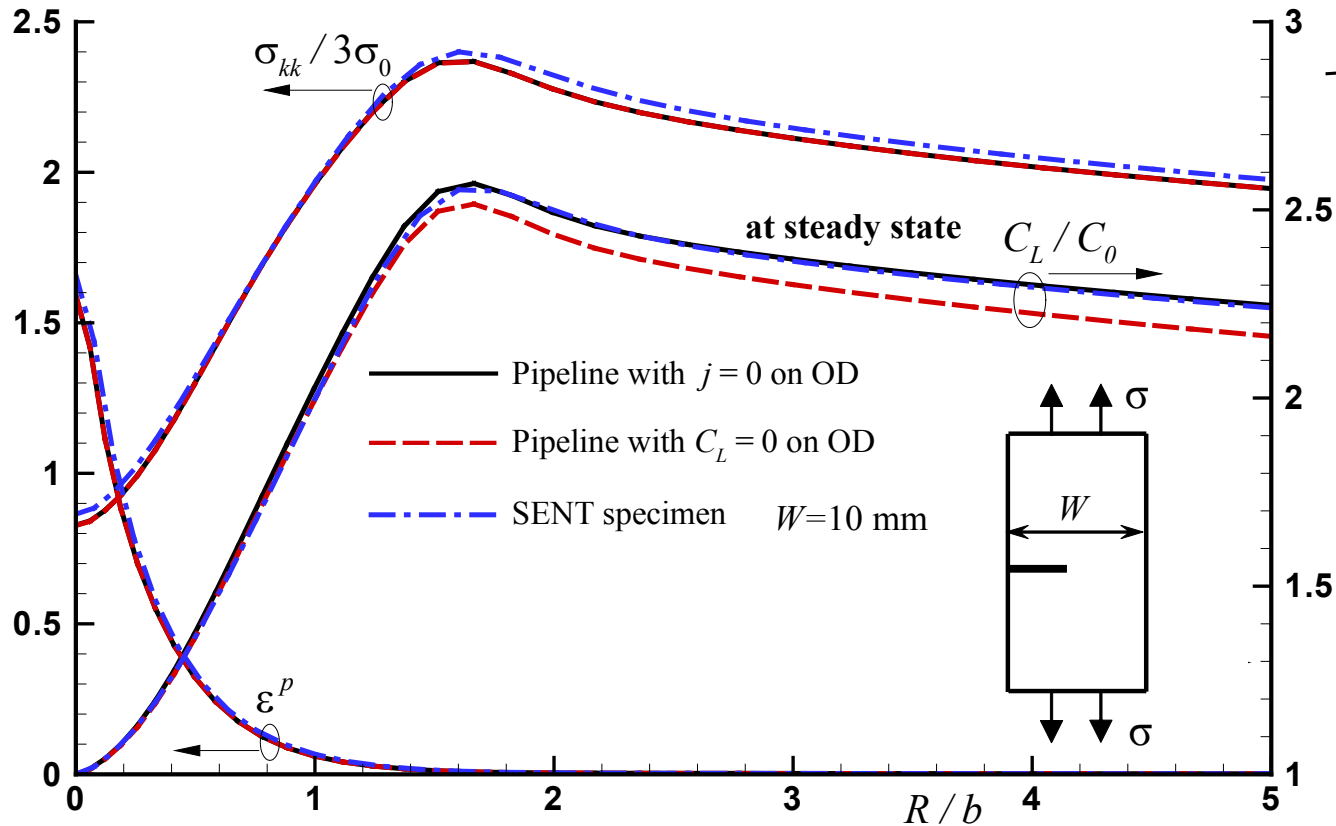 2.5
2
1.5
1
0.5
0
3
2.5
2
1.5
1
σkk / 3σ0
at steady state
CL / C0
Pipeline with j = 0 on OD
Pipeline with CL = 0 on OD
SENT specimen W=10 mm
εp
σ
W
σ
0
1
2
3
4
5
R / b